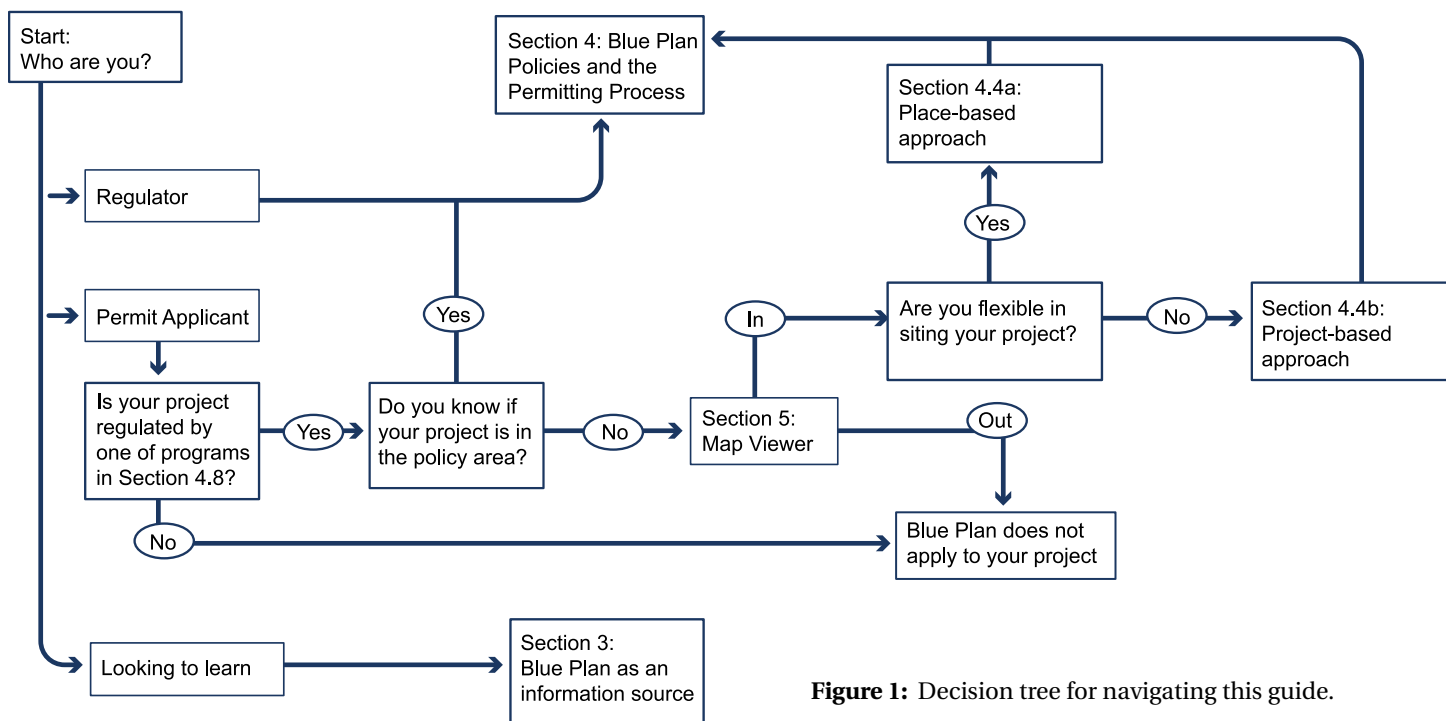 Start:
Who are you?
Section 4: Blue Plan
Policies and the
Permitting Process
Section 4.4a:
Place-based
approach
Regulator
Yes
Permit Applicant
Yes
In
Are you flexible in
siting your project?
No
Section 4.4b:
Project-based
approach
Is your project
regulated by
one of programs
in Section 4.8?
Yes
Do you know if
your project is in
the policy area?
No
Section 5:
Map Viewer
Out
No
Blue Plan does not
apply to your project
Looking to learn
Section 3:
Blue Plan as an
information source
Figure 1: Decision tree for navigating this guide.